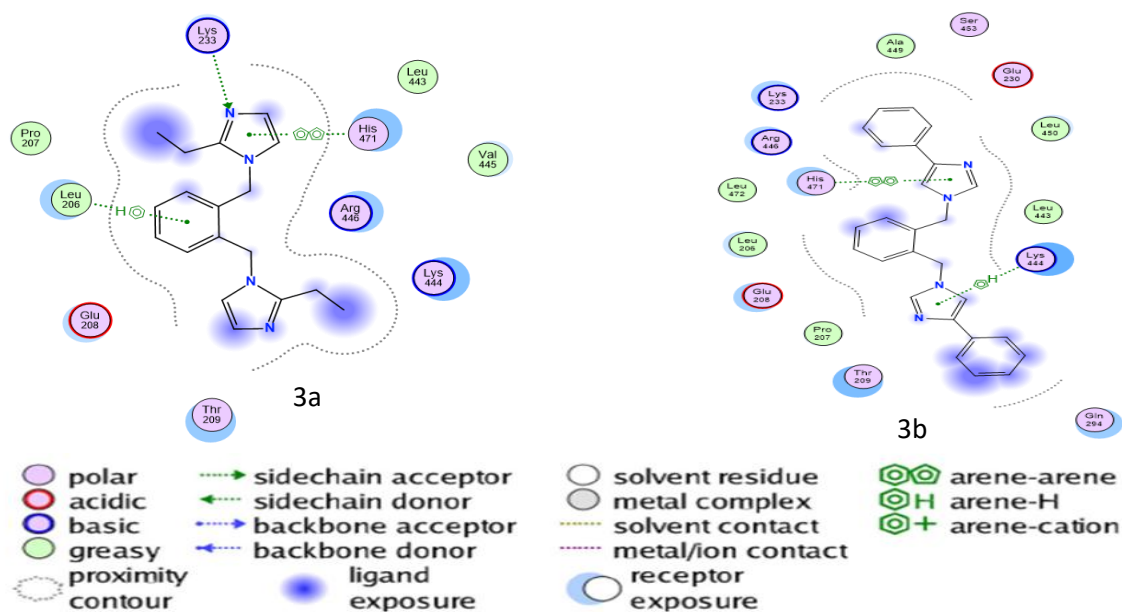 Lys
233
Leu
443
Pro
207
N
His
471
Val
445
N
Leu
206
H
Arg
446
Lys
444
N
Glu
208
N
3a
Thr
209
Ser
453
Ala
449
Glu
230
Lys
233
Arg
446
Leu
450
N
His
471
Leu
472
N
Leu
443
Leu
206
Lys
444
H
Glu
208
N
N
Pro
207
Thr
209
3b
Gln
294
polar
acidic
basic
greasy
proximity
contour
sidechain acceptor
sidechain donor
backbone acceptor
backbone donor
ligand
exposure
solvent residue
metal complex
solvent contact
metal/ion contact
receptor
exposure
arene-arene
H arene-H
+ arene-cation